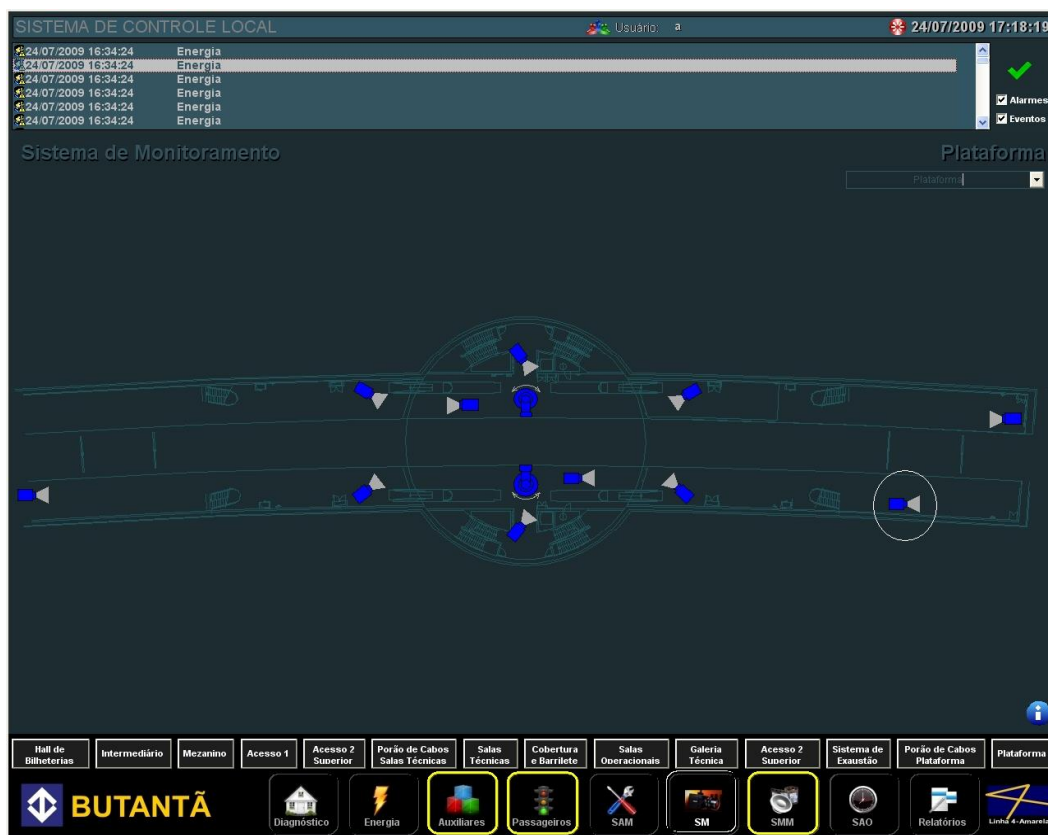 SISTEMA DE CONTROLE LOCAL Usuário: a 24/07/2009 17:18:19
24/07/2009 16:34:24 Energia
24/07/2009 16:34:24 Energia
24/07/2009 16:34:24 Energia
24/07/2009 16:34:24 Energia
24/07/2009 16:34:24 Energia
24/07/2009 16:34:24 Energia
Alarmes
Eventos
Sistema de Monitoramento Plataforma
Plataforma
Hall de Bilheterias
Intermediário
Mezanino
Acesso 1
Acesso 2 Superior
Porão de Cabos Salas Técnicas
Salas Técnicas
Cobertura e Barrilete
Salas Operacionais
Galeria Técnica
Acesso 2 Superior
Sistema de Exaustão
Porão de Cabos Plataforma
Plataforma
BUTANTÃ
Diagnóstico
Energia
Auxiliares
Passageiros
SAM
SM
SMM
SAO
Relatórios
Linha 4-Amarela